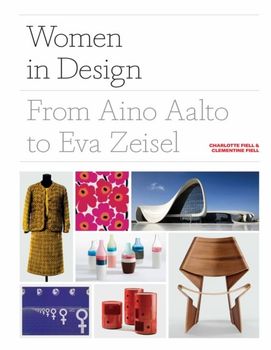 Women
in Design
From Aino Aalto
to Eva Zeisel
CHARLOTTE FIELL &
CLEMENTINE FIELL